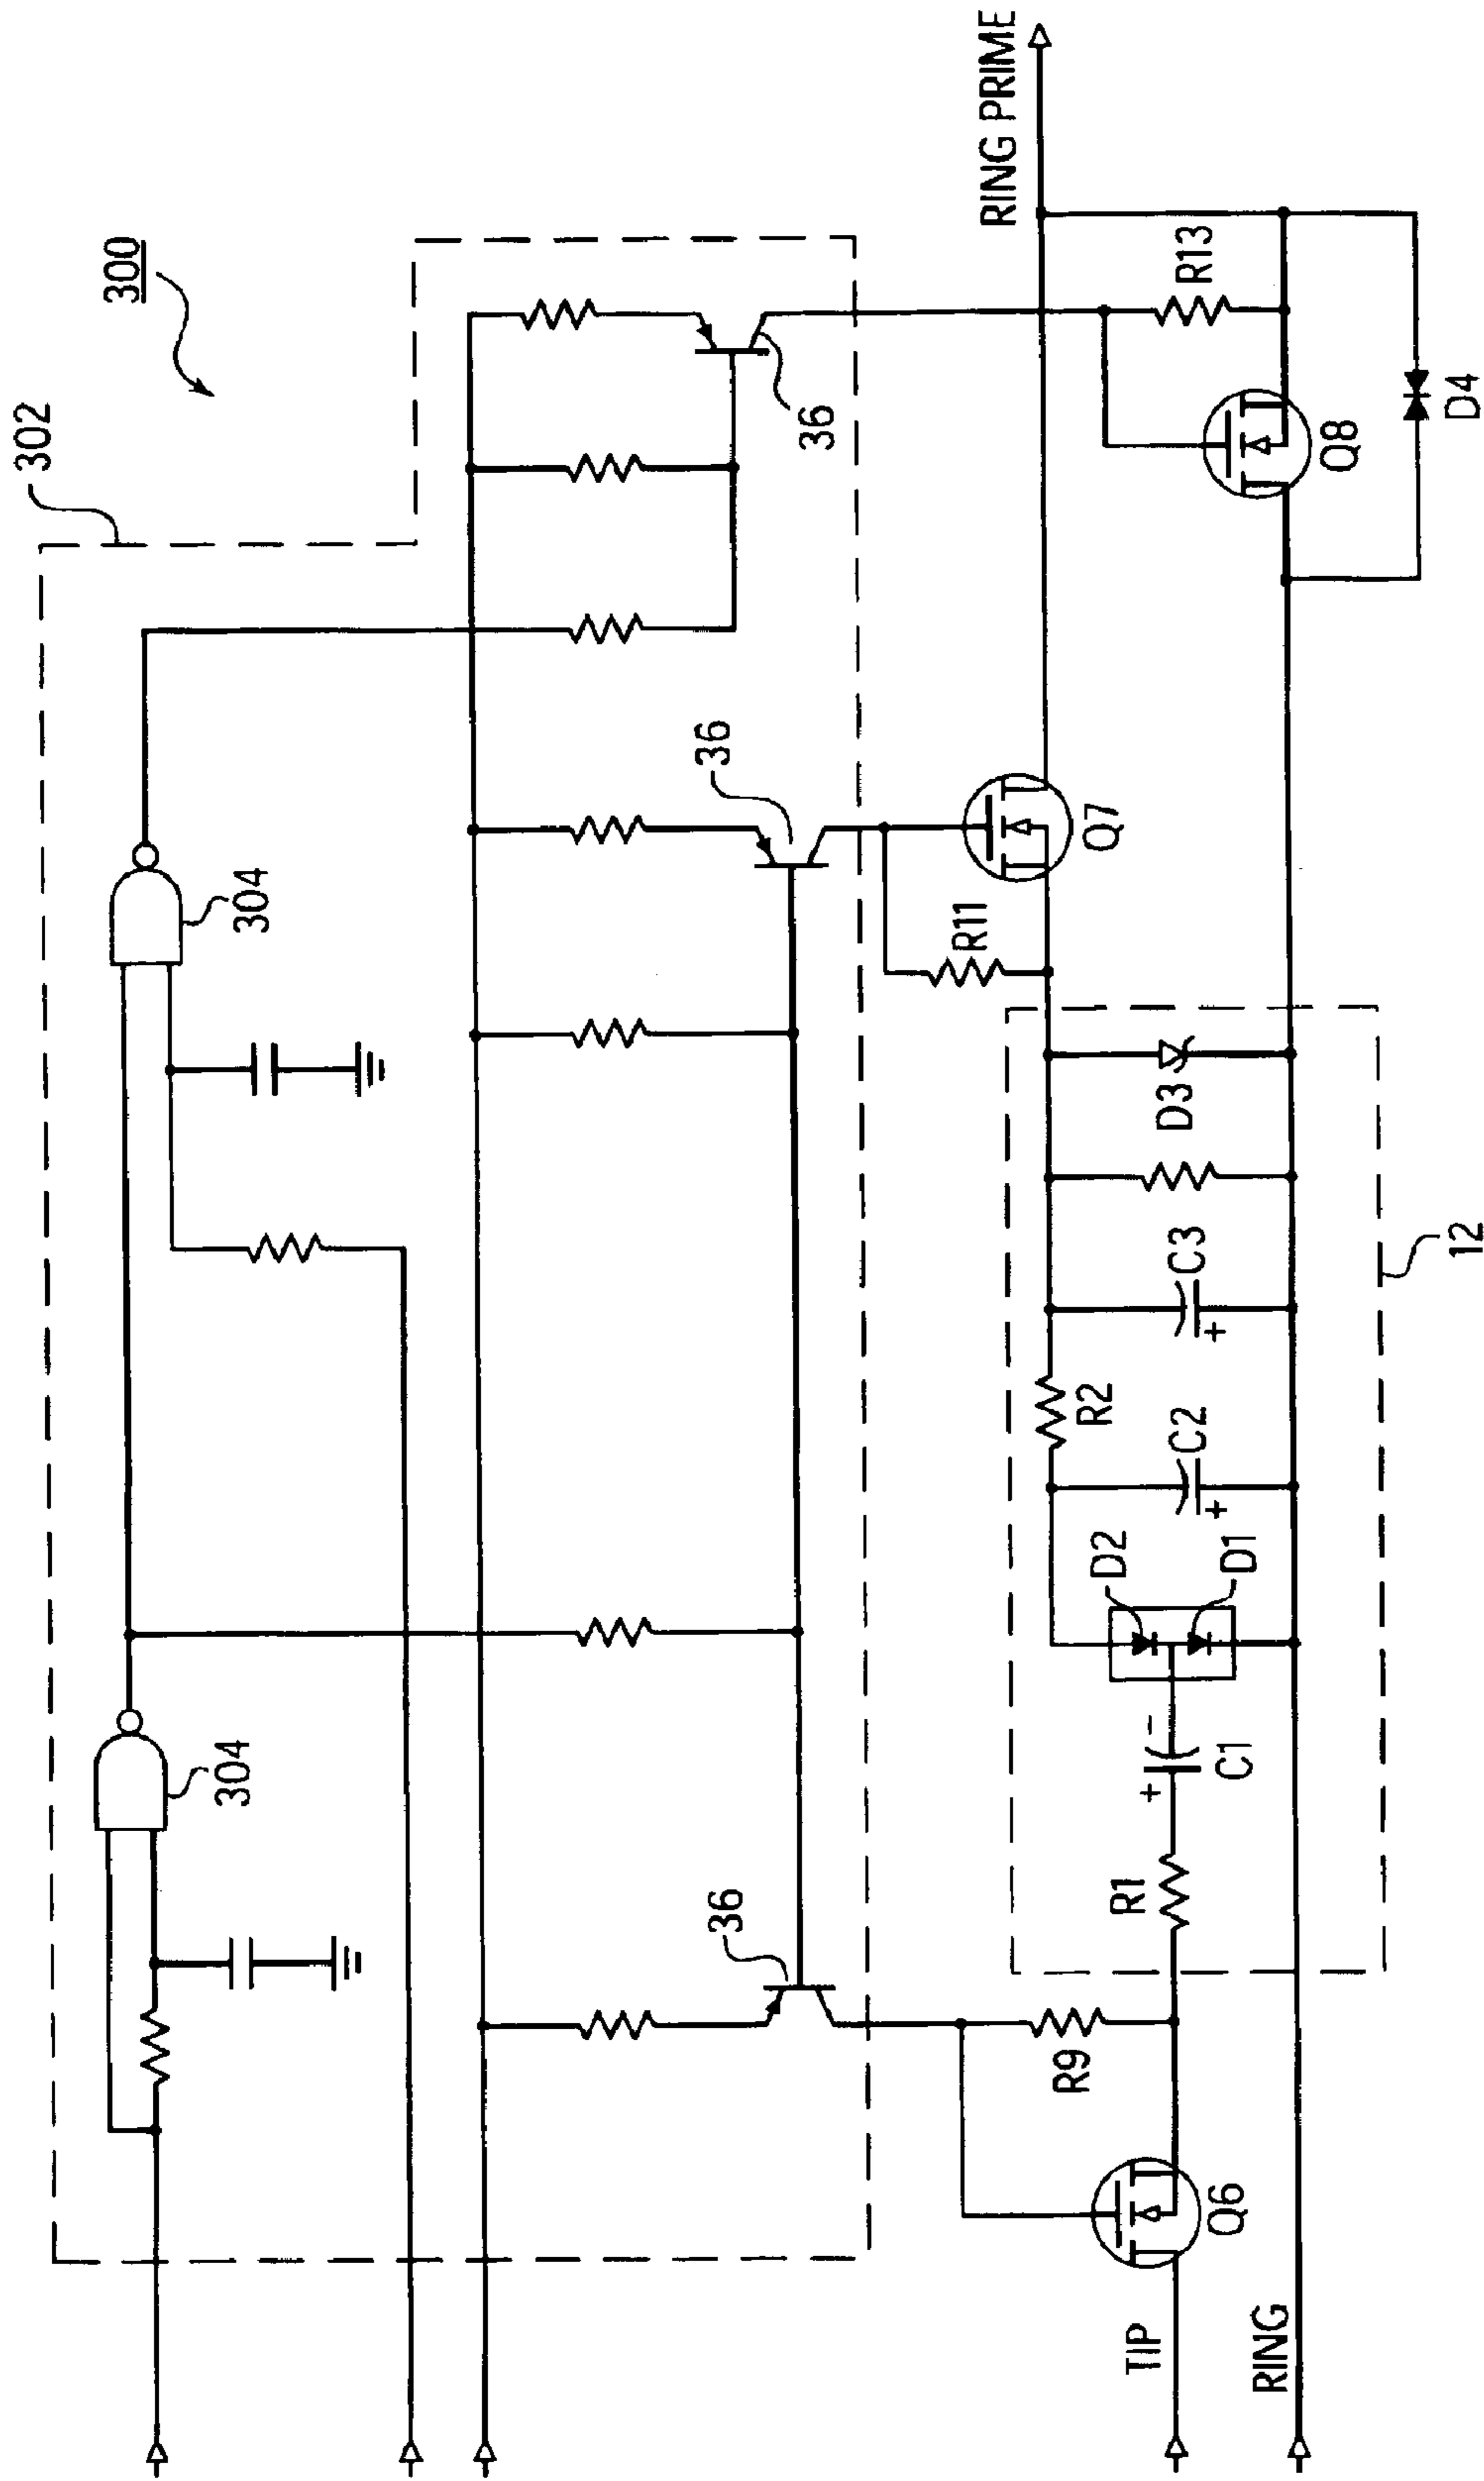 300
302
304
304
36
36
36
RING PRIME
R13
Q8
D4
Q7
R11
D3
C3
12
R2
C2
+
+
D2
D1
+
−
C1
R1
R9
Q6
TIP
RING